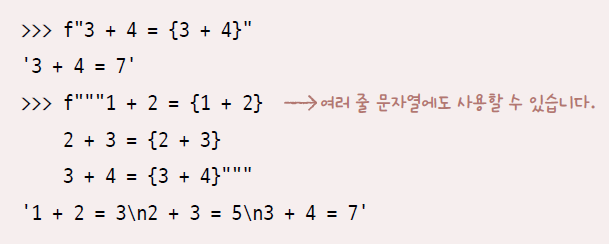 >>> f"3 + 4 = {3 + 4}"
'3 + 4 = 7'
>>> f"""1 + 2 = {1 + 2} → 여러 줄 문자열에도 사용할 수 있습니다.
2 + 3 = {2 + 3}
3 + 4 = {3 + 4}"""
'1 + 2 = 3\n2 + 3 = 5\n3 + 4 = 7'